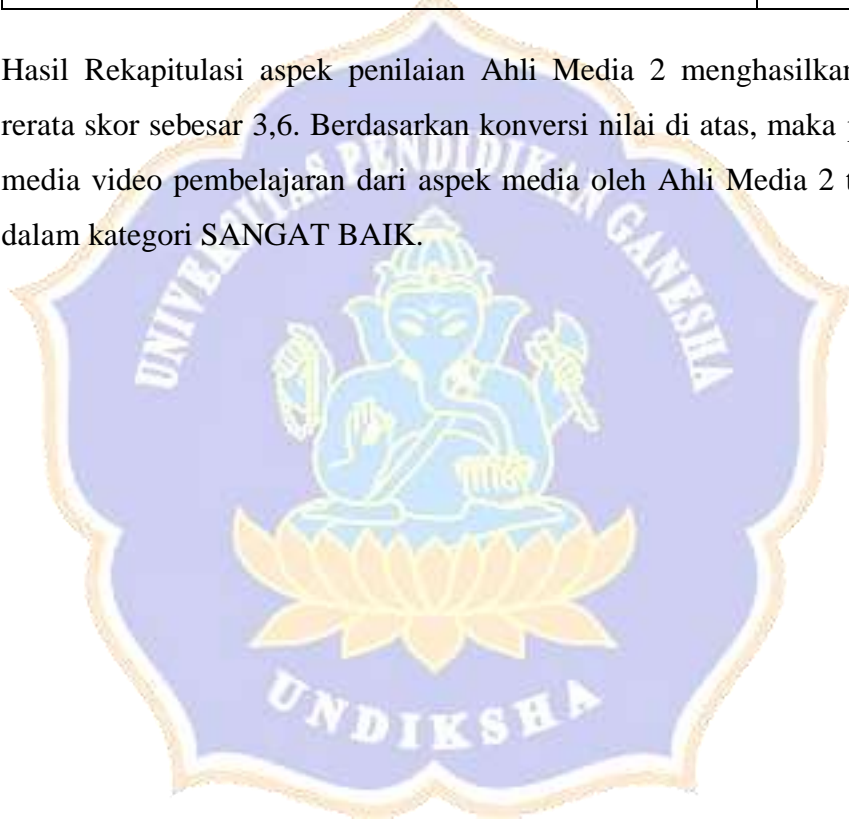 Hasil Rekapitulasi aspek penilaian Ahli Media 2 menghasilkan
rerata skor sebesar 3,6. Berdasarkan konversi nilai di atas, maka
media video pembelajaran dari aspek media oleh Ahli Media 2
dalam kategori SANGAT BAIK.
UNIVERSITAS PENDIDIKAN GANESHA
UNDIKSHA